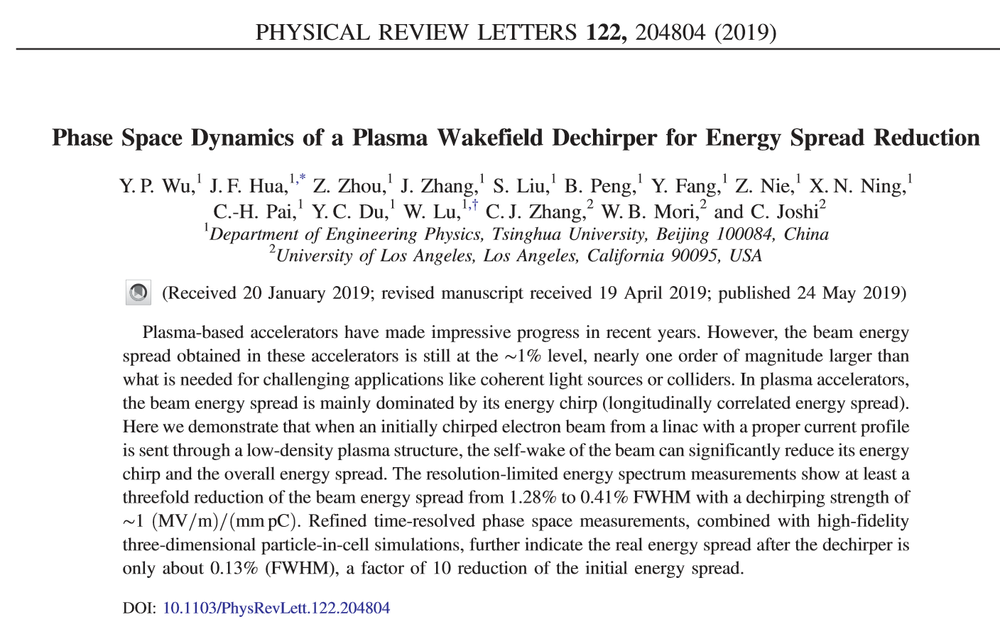 PHYSICAL REVIEW LETTERS 122, 204804 (2019)
Phase Space Dynamics of a Plasma Wakefield Dechirper for Energy Spread Reduction
Y. P. Wu,¹ J. F. Hua,¹,* Z. Zhou,¹ J. Zhang,¹ S. Liu,¹ B. Peng,¹ Y. Fang,¹ Z. Nie,¹ X. N. Ning,¹
C.-H. Pai,¹ Y. C. Du,¹ W. Lu,¹,† C. J. Zhang,² W. B. Mori,² and C. Joshi²
¹Department of Engineering Physics, Tsinghua University, Beijing 100084, China
²University of Los Angeles, Los Angeles, California 90095, USA
(Received 20 January 2019; revised manuscript received 19 April 2019; published 24 May 2019)
Plasma-based accelerators have made impressive progress in recent years. However, the beam energy
spread obtained in these accelerators is still at the ~1% level, nearly one order of magnitude larger than
what is needed for challenging applications like coherent light sources or colliders. In plasma accelerators,
the beam energy spread is mainly dominated by its energy chirp (longitudinally correlated energy spread).
Here we demonstrate that when an initially chirped electron beam from a linac with a proper current profile
is sent through a low-density plasma structure, the self-wake of the beam can significantly reduce its energy
chirp and the overall energy spread. The resolution-limited energy spectrum measurements show at least a
threefold reduction of the beam energy spread from 1.28% to 0.41% FWHM with a dechirping strength of
~1 (MV/m)/(mm pC). Refined time-resolved phase space measurements, combined with high-fidelity
three-dimensional particle-in-cell simulations, further indicate the real energy spread after the dechirper is
only about 0.13% (FWHM), a factor of 10 reduction of the initial energy spread.
DOI: 10.1103/PhysRevLett.122.204804